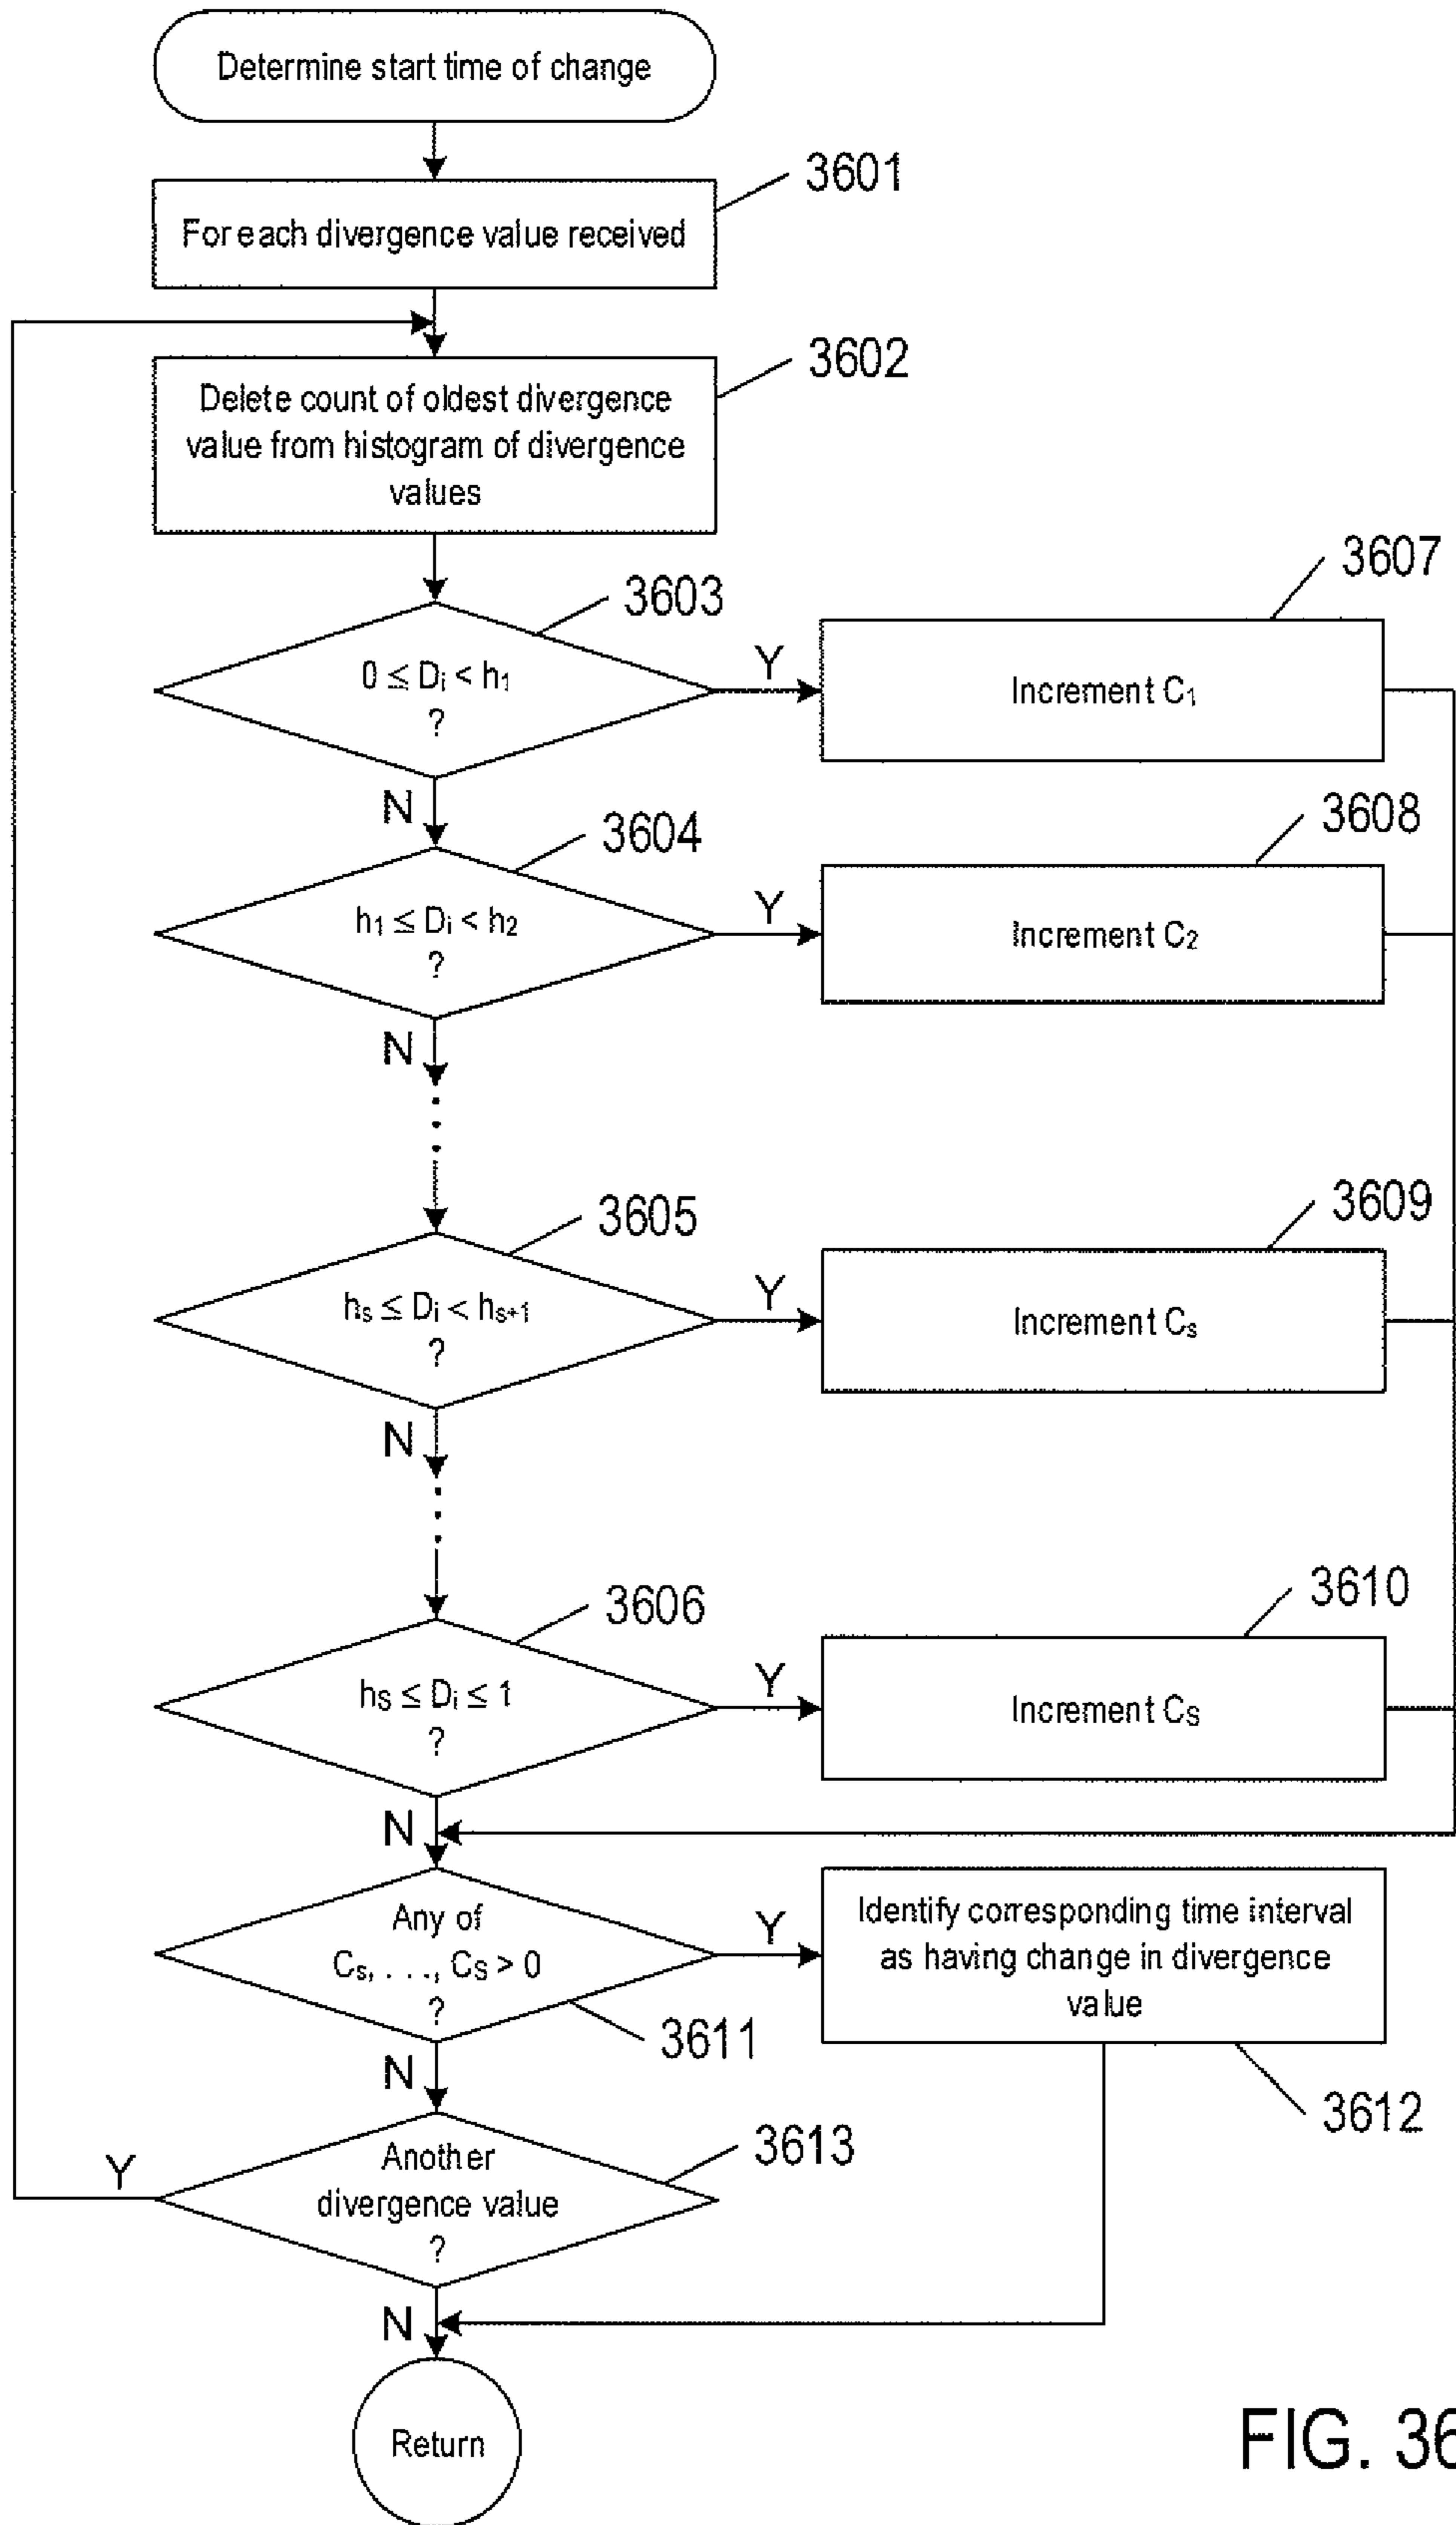 Determine start time of change
3601
For each divergence value received
3602
Delete count of oldest divergence
value from histogram of divergence
values
3603
0 ≤ Dᵢ < h₁
?
Y
3607
Increment C₁
N
3604
h₁ ≤ Dᵢ < h₂
?
Y
3608
Increment C₂
N
3605
hₛ ≤ Dᵢ < hₛ₊₁
?
Y
3609
Increment Cₛ
N
3606
h_S ≤ Dᵢ ≤ 1
?
Y
3610
Increment C_S
N
Any of
Cₛ, . . ., C_S > 0
?
3611
Y
Identify corresponding time interval
as having change in divergence
value
3612
N
Another
divergence value
?
3613
Y
N
Return
FIG. 36